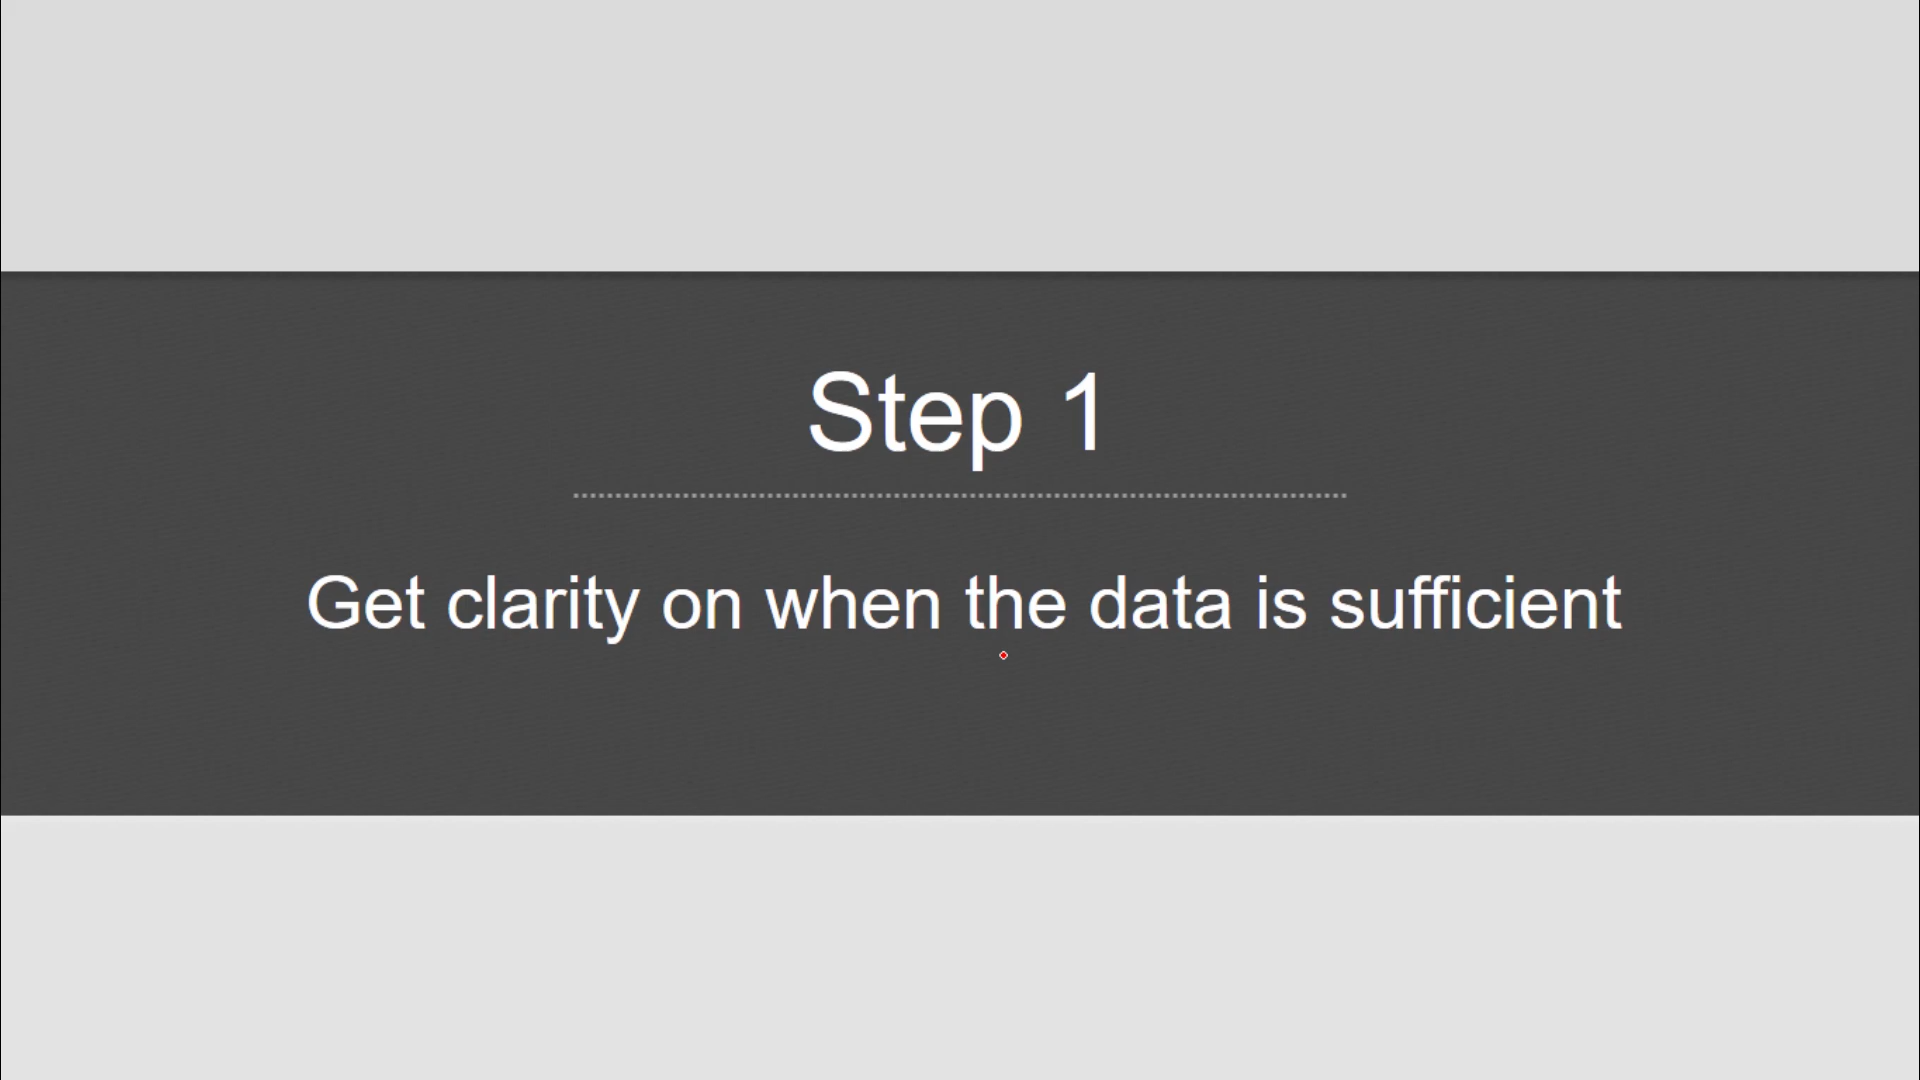 Step 1
Get clarity on when the data is sufficient